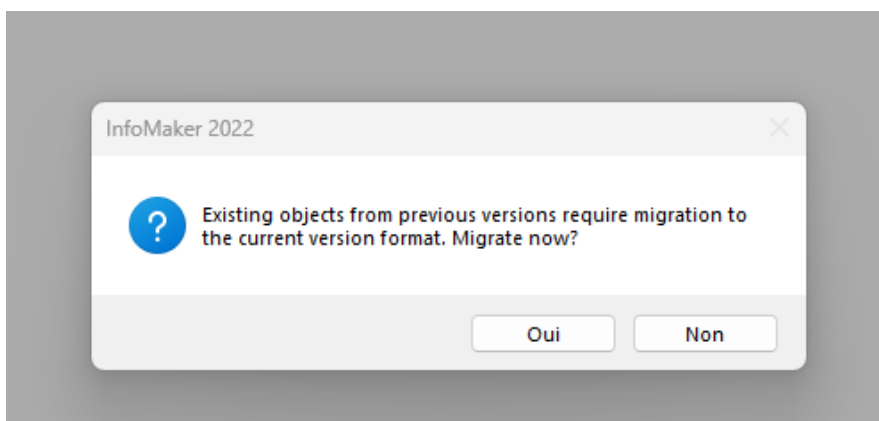 InfoMaker 2022
Existing objects from previous versions require migration to
the current version format. Migrate now?
Oui
Non